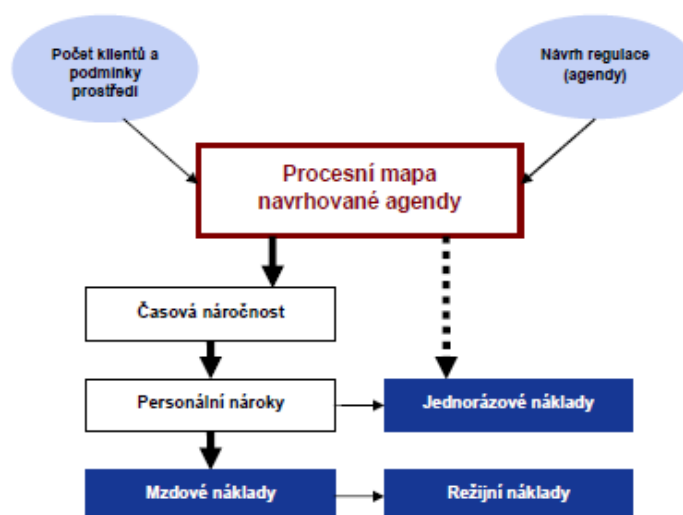 Počet klientů a
podmínky
prostředí
Návrh regulace
(agendy)
Procesní mapa
navrhované agendy
Časová náročnost
Personální nároky
Jednorázové náklady
Mzdové náklady
Režijní náklady